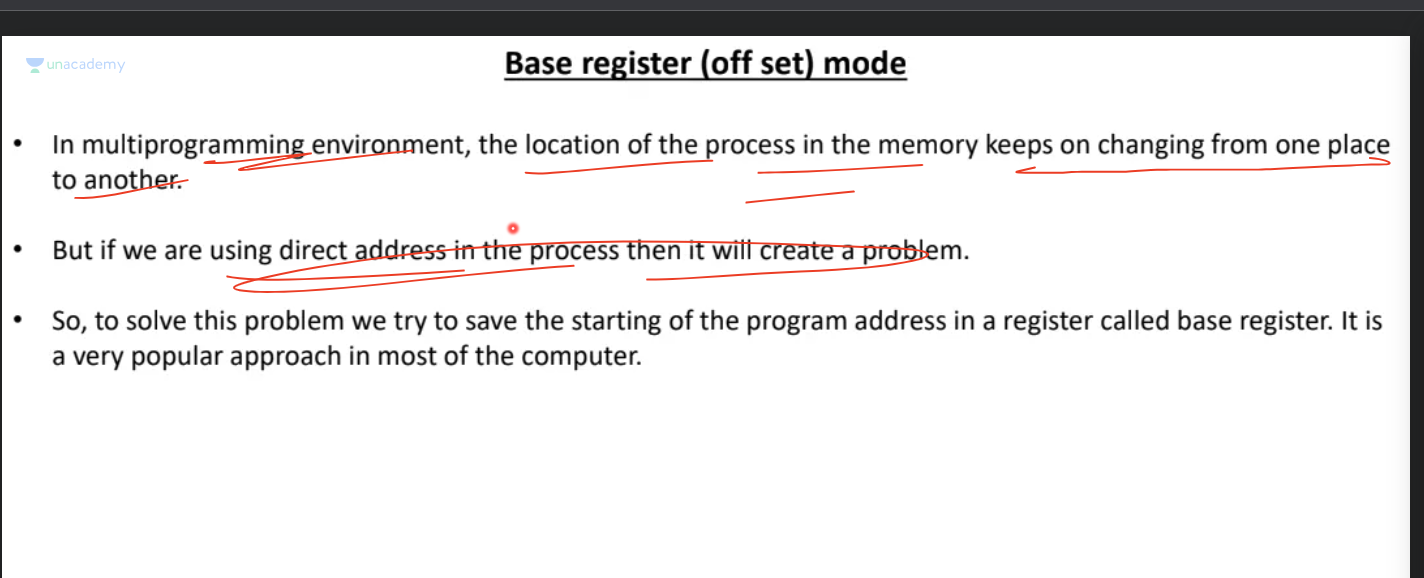 unacademy
Base register (off set) mode
• In multiprogramming environment, the location of the process in the memory keeps on changing from one place
to another.
• But if we are using direct address in the process then it will create a problem.
• So, to solve this problem we try to save the starting of the program address in a register called base register. It is
a very popular approach in most of the computer.